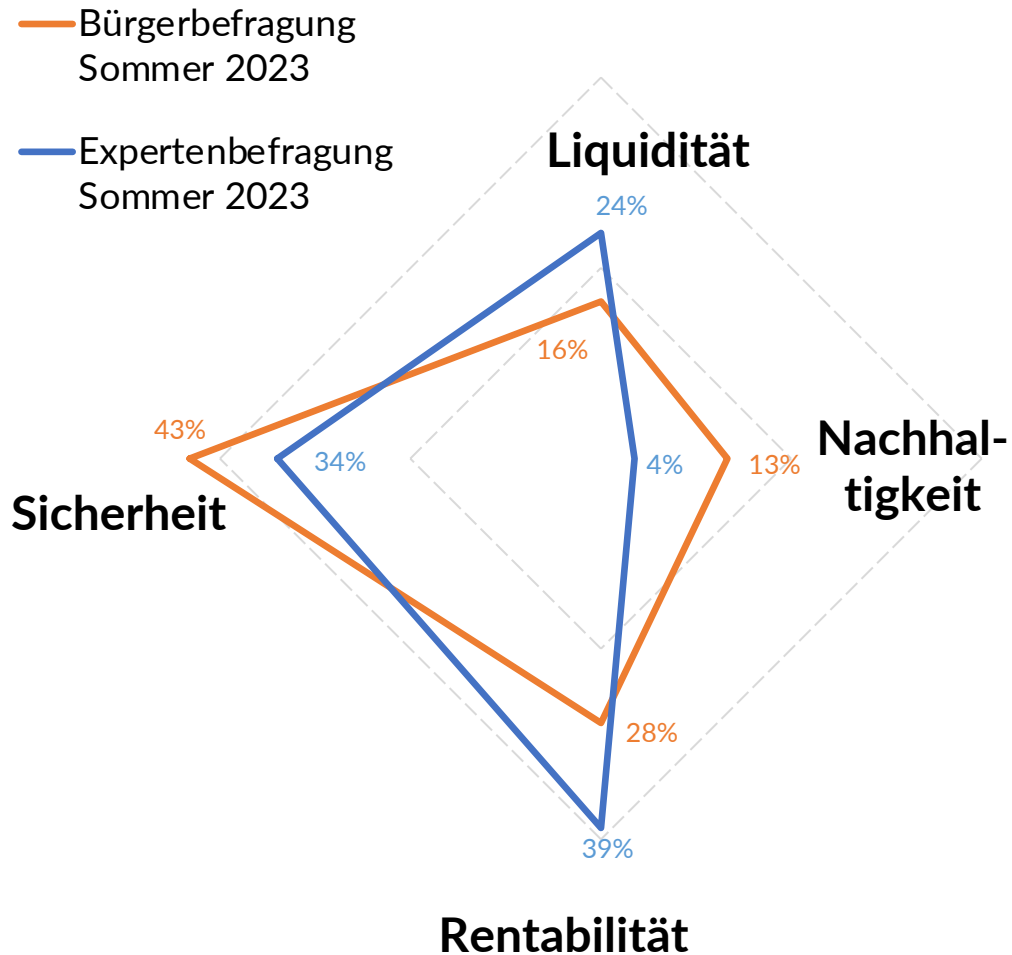 Bürgerbefragung
Sommer 2023
Expertenbefragung
Sommer 2023
Liquidität
24%
16%
43%
34%
4%
13%
Nachhal-
tigkeit
Sicherheit
28%
39%
Rentabilität